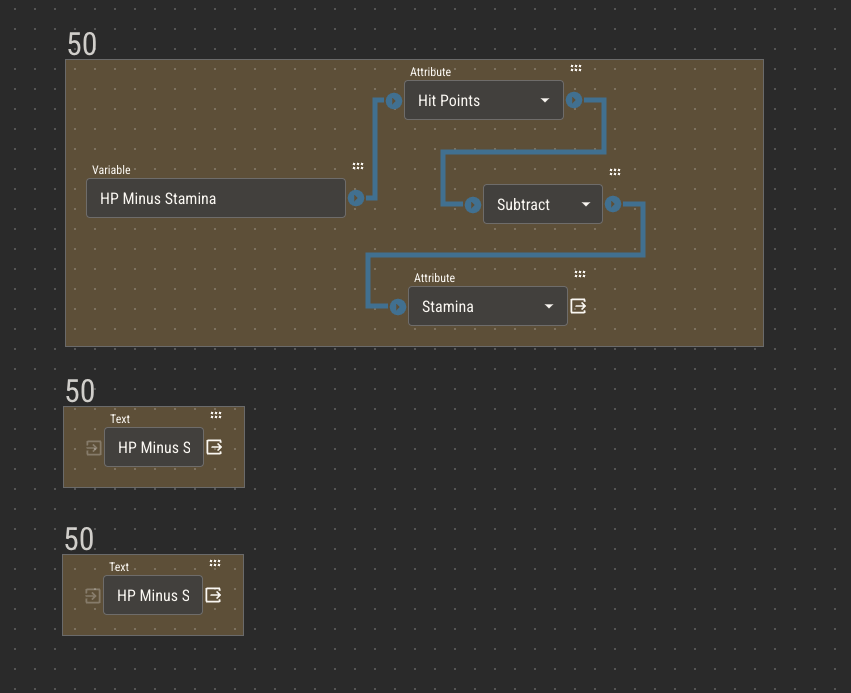 50
Attribute
Hit Points
Variable
HP Minus Stamina
Subtract
Attribute
Stamina
50
Text
HP Minus S
50
Text
HP Minus S